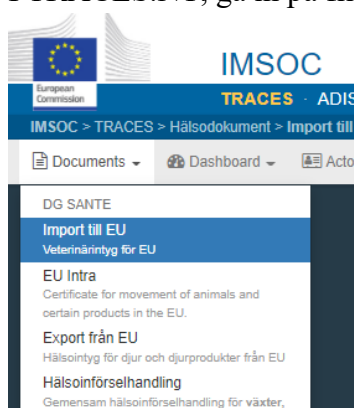 IMSOC
European
Commission
TRACES · ADIS
IMSOC > TRACES > Hälsodokument > Import till
Documents Dashboard Acto
DG SANTE
Import till EU
Veterinärintyg för EU
EU Intra
Certificate for movement of animals and
certain products in the EU.
Export från EU
Hälsointyg för djur och djurprodukter från EU
Hälsoinförselhandling
Gemensam hälsoinförselhandling för växter,